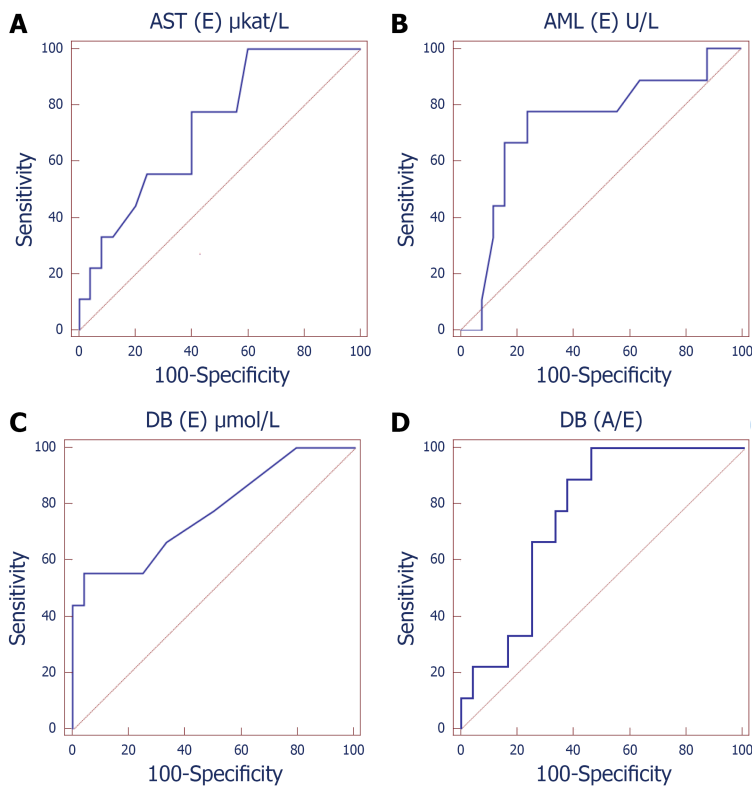 A
AST (E) µkat/L
Sensitivity
100
80
60
40
20
0
0 20 40 60 80 100
100-Specificity
B
AML (E) U/L
Sensitivity
100
80
60
40
20
0
0 20 40 60 80 100
100-Specificity
C
DB (E) µmol/L
Sensitivity
100
80
60
40
20
0
0 20 40 60 80 100
100-Specificity
D
DB (A/E)
Sensitivity
100
80
60
40
20
0
0 20 40 60 80 100
100-Specificity